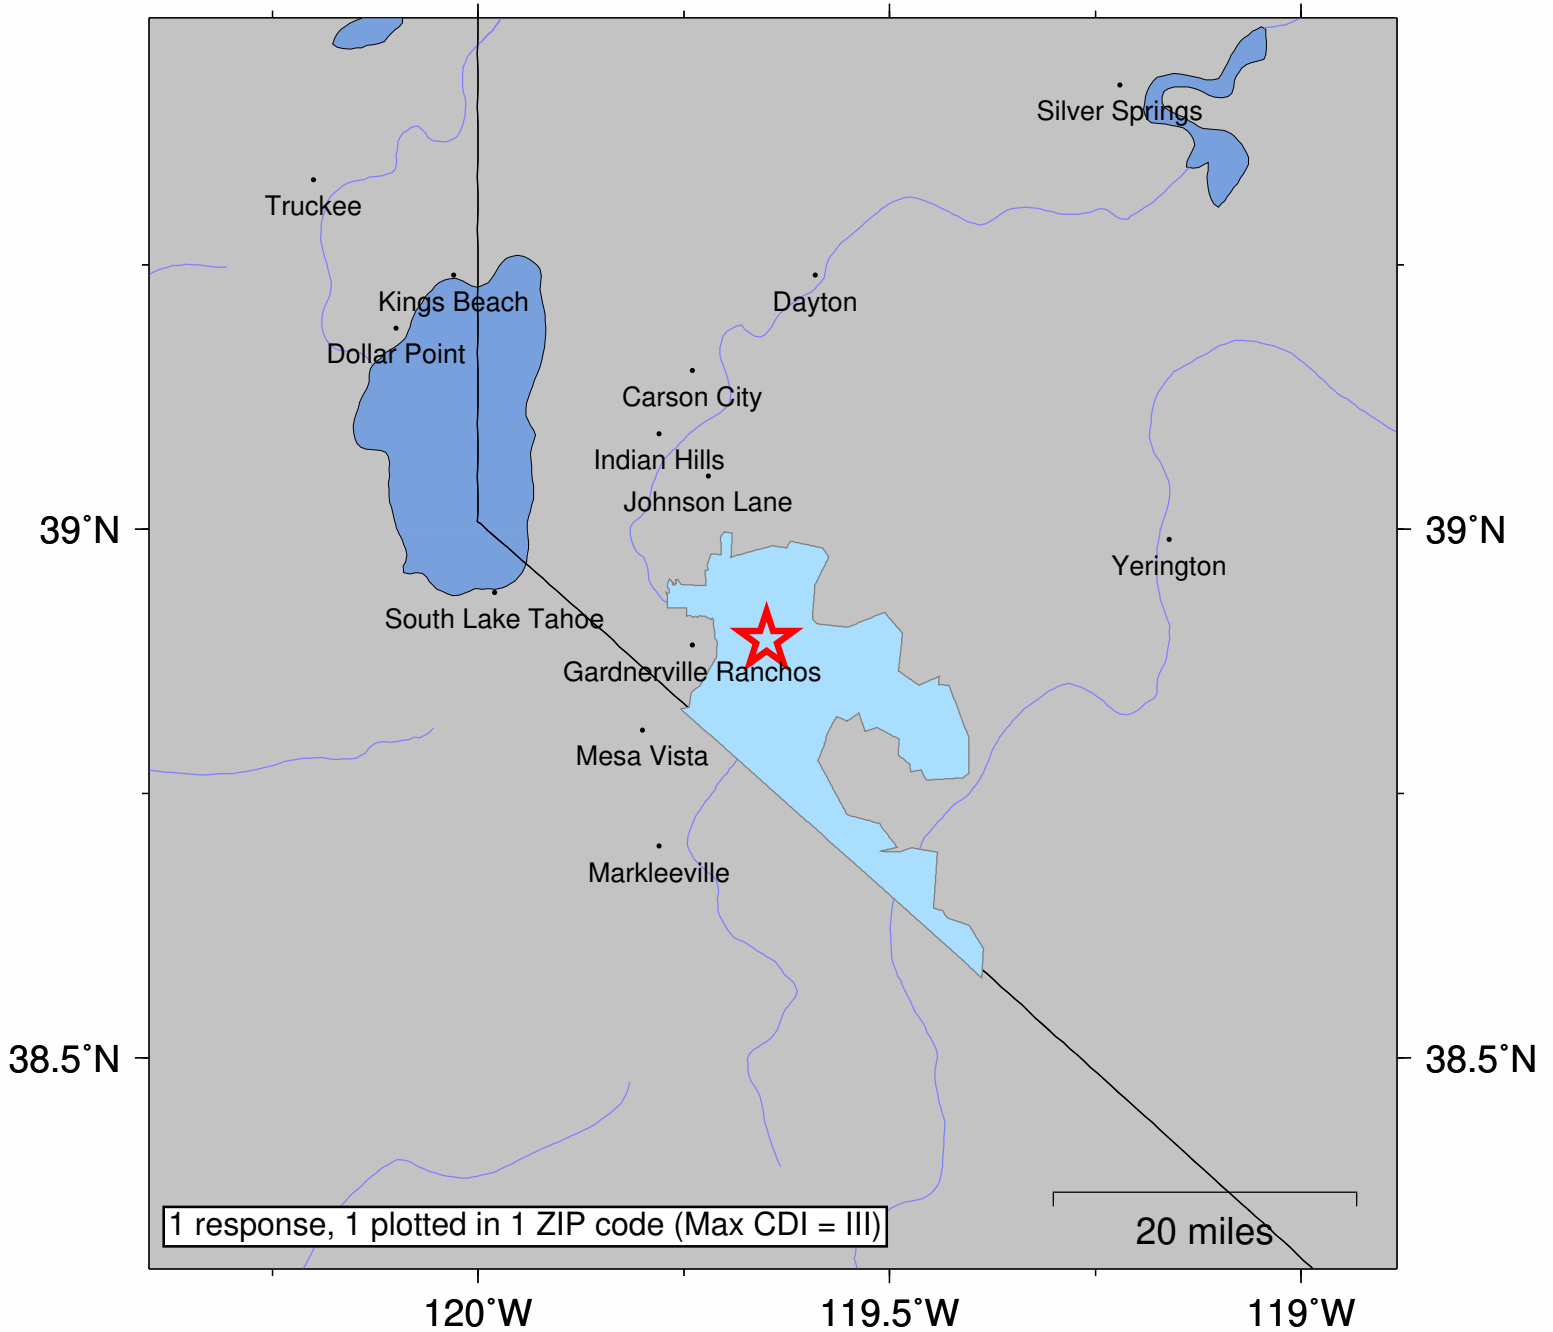 Silver Springs
Truckee
Kings Beach
Dayton
Dollar Point
Carson City
Indian Hills
Johnson Lane
39˚N
39˚N
Yerington
South Lake Tahoe
Gardnerville Ranchos
Mesa Vista
Markleeville
38.5˚N
38.5˚N
1 response, 1 plotted in 1 ZIP code (Max CDI = III)
20 miles
120˚W
119.5˚W
119˚W